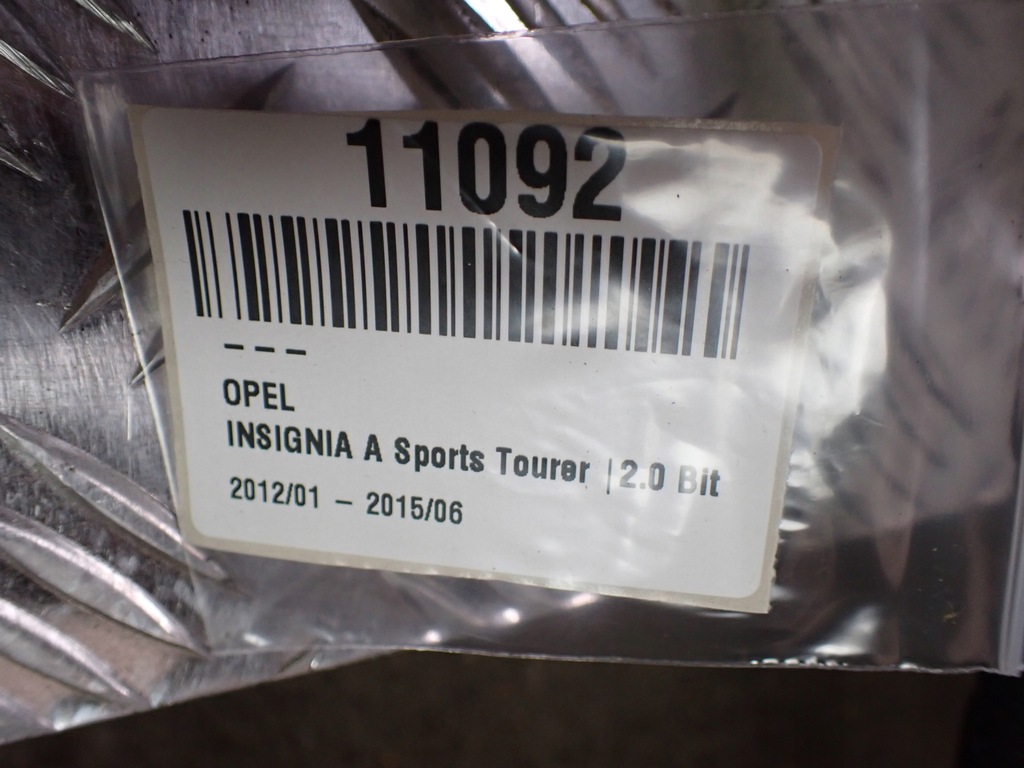 11092
---
OPEL
INSIGNIA A Sports Tourer | 2.0 Bit
2012/01 – 2015/06